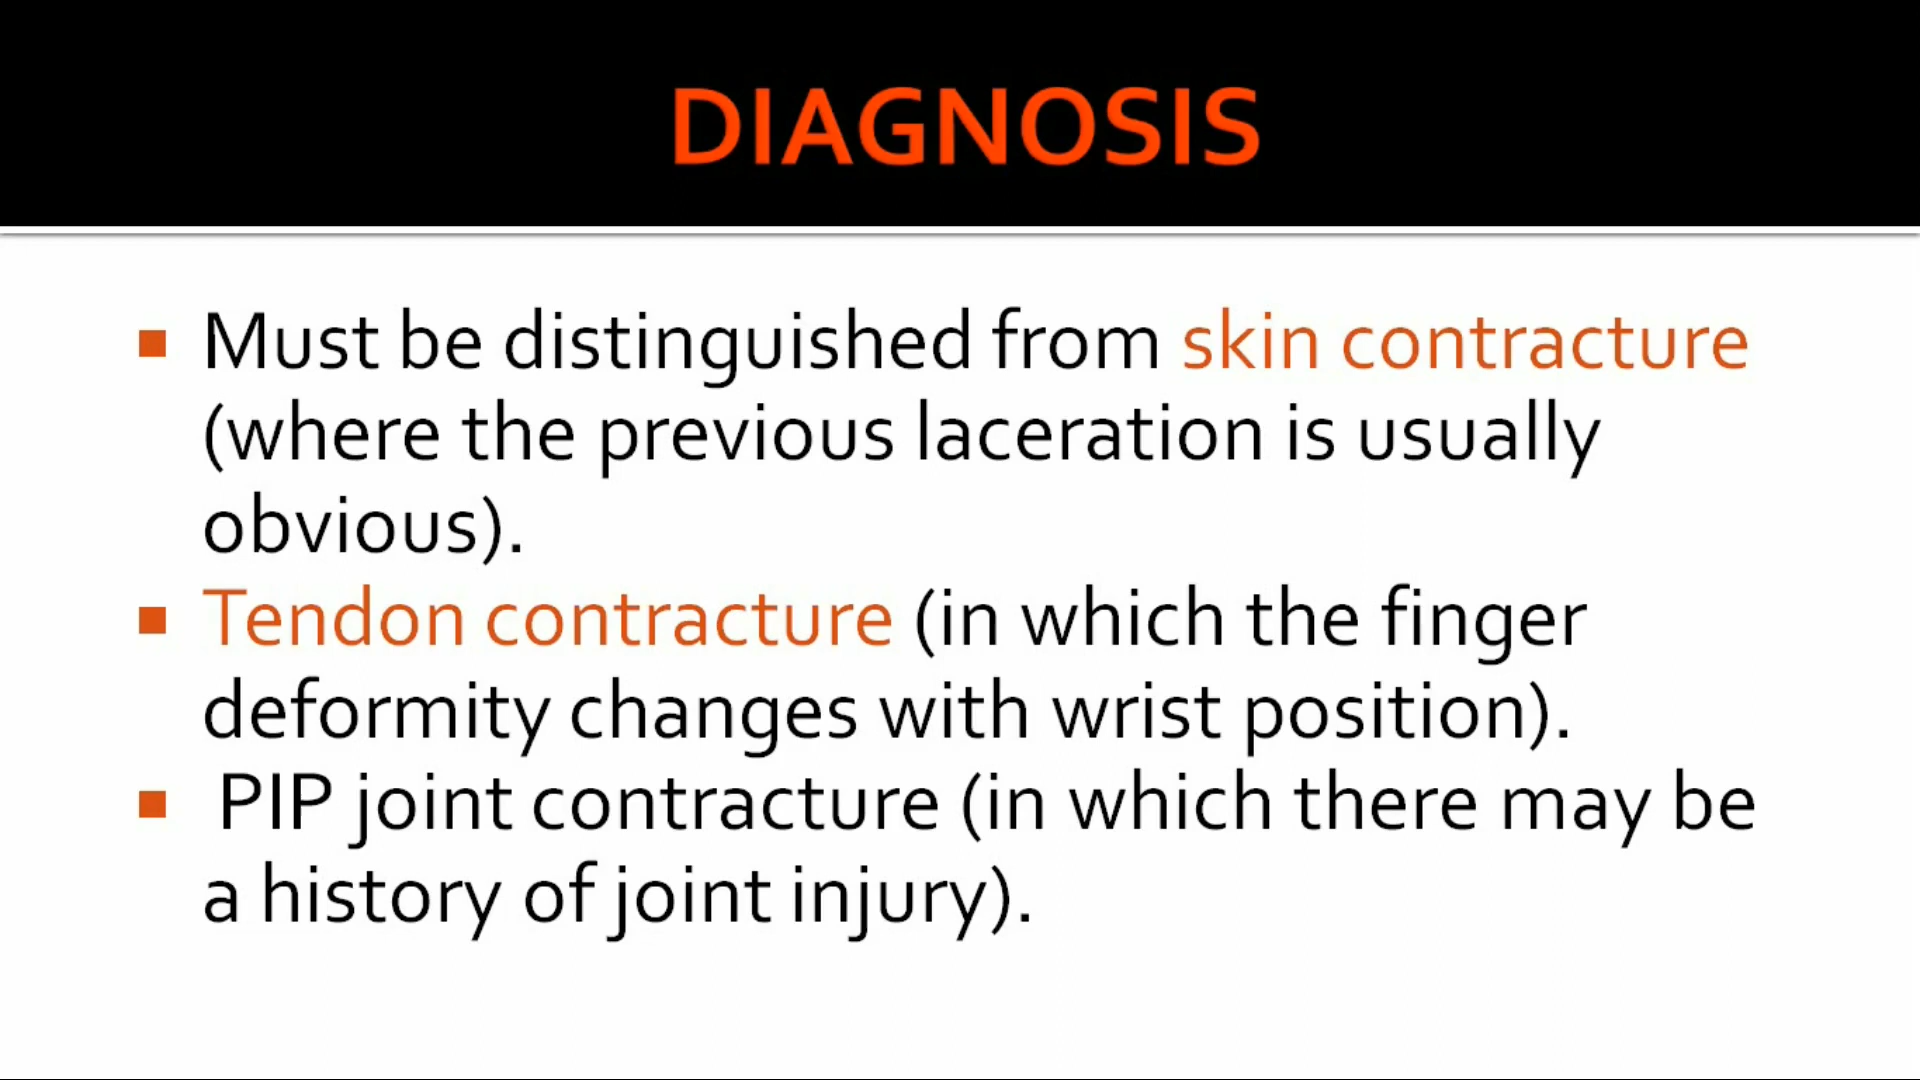 DIAGNOSIS
Must be distinguished from skin contracture
(where the previous laceration is usually
obvious).
Tendon contracture (in which the finger
deformity changes with wrist position).
PIP joint contracture (in which there may be
a history of joint injury).